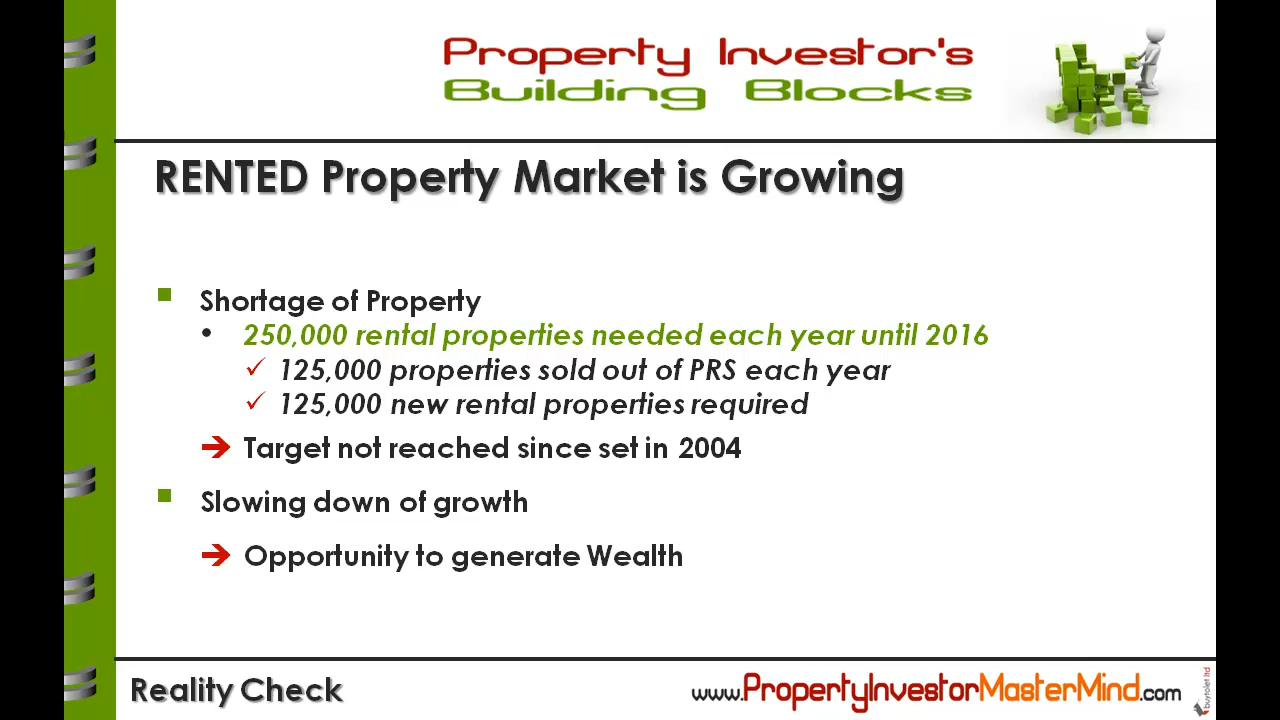 Property Investor's
Building Blocks
RENTED Property Market is Growing
Shortage of Property
250,000 rental properties needed each year until 2016
125,000 properties sold out of PRS each year
125,000 new rental properties required
Target not reached since set in 2004
Slowing down of growth
Opportunity to generate Wealth
Reality Check
www.PropertyInvestorMasterMind.com
buytolet ltd